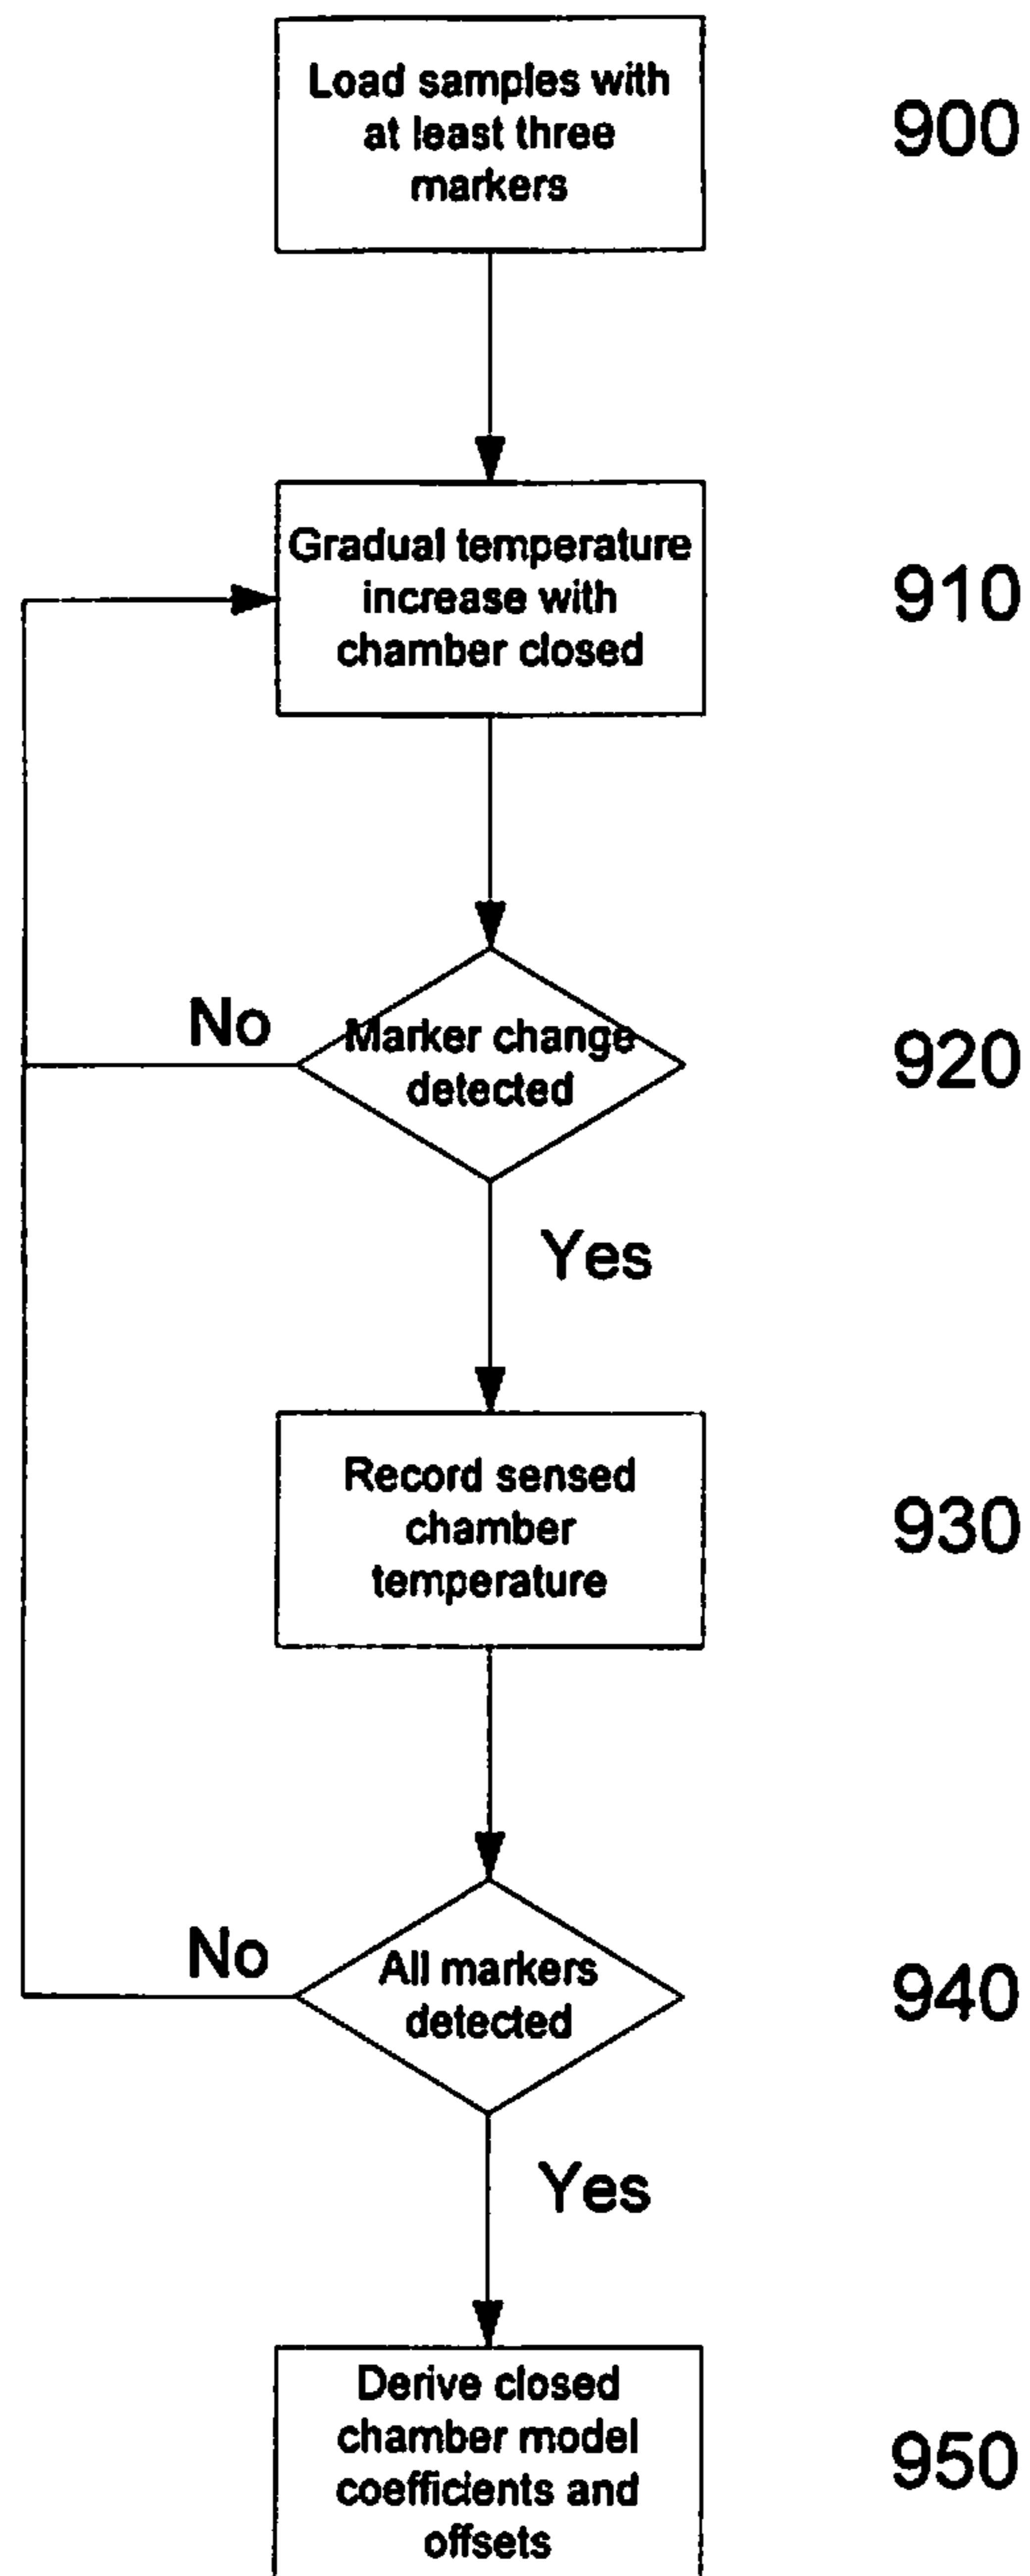 Load samples with
at least three
markers
900
Gradual temperature
increase with
chamber closed
910
No
Marker change
detected
920
Yes
Record sensed
chamber
temperature
930
No
All markers
detected
940
Yes
Derive closed
chamber model
coefficients and
offsets
950